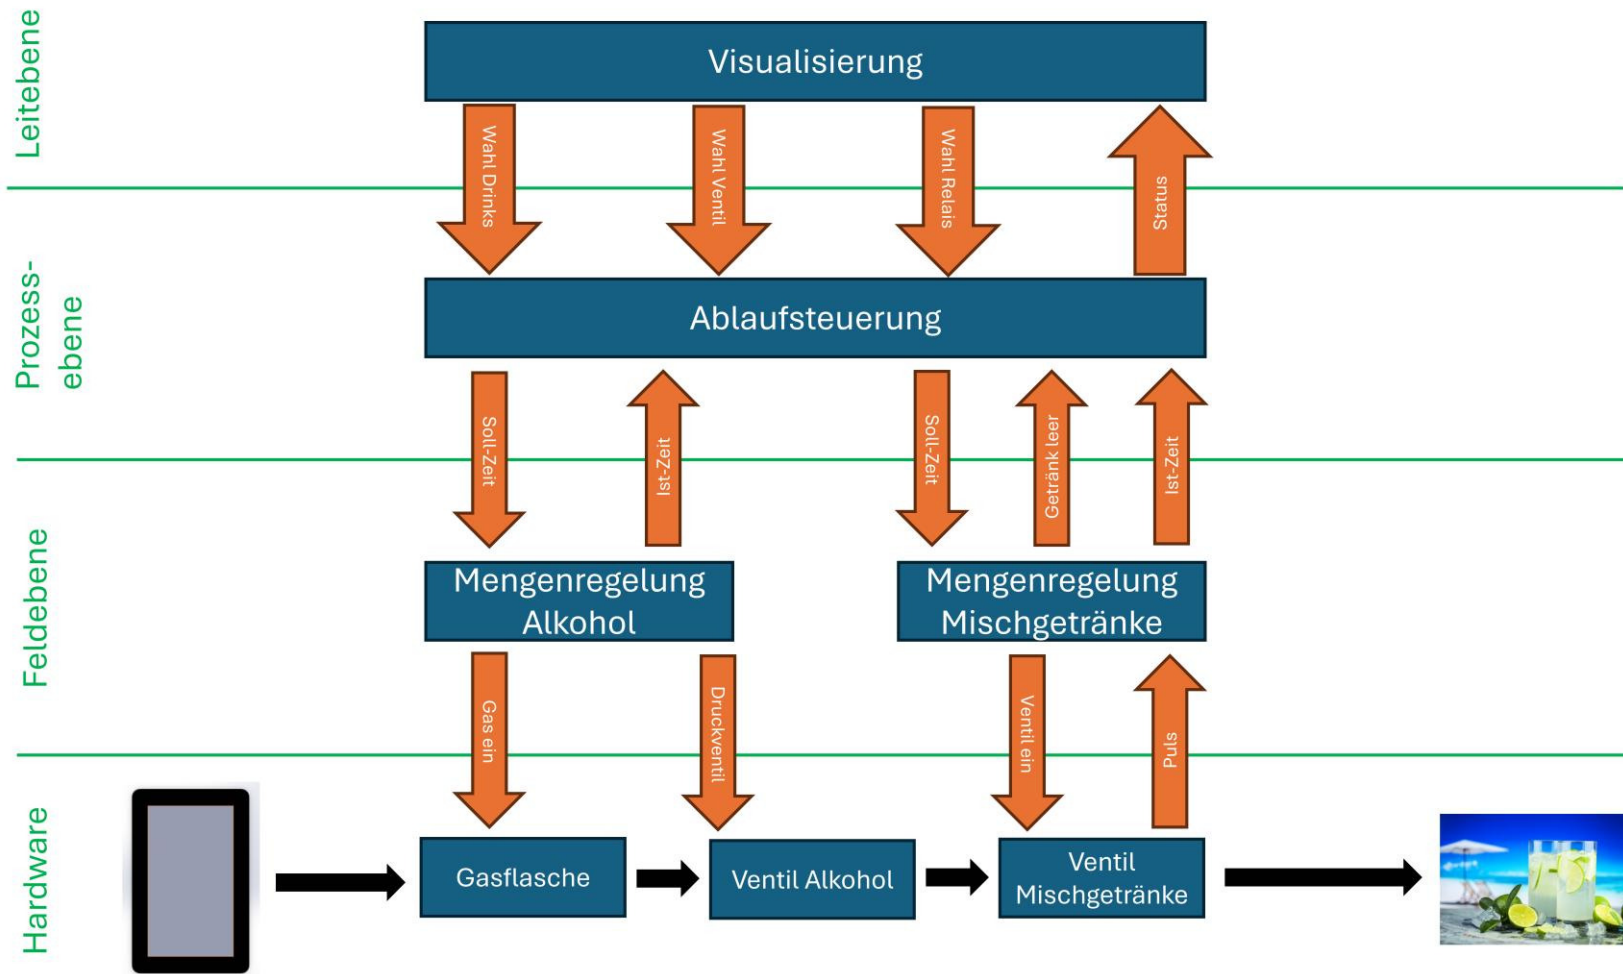 Leitebene
Visualisierung
Wahl Drinks
Wahl Ventil
Wahl Relais
Status
Prozess-
ebene
Ablaufsteuerung
Soll-Zeit
Ist-Zeit
Soll-Zeit
Getränk leer
Ist-Zeit
Feldebene
Mengenregelung
Alkohol
Mengenregelung
Mischgetränke
Gas ein
Druckventil
Ventil ein
Puls
Hardware
Gasflasche
Ventil Alkohol
Ventil
Mischgetränke